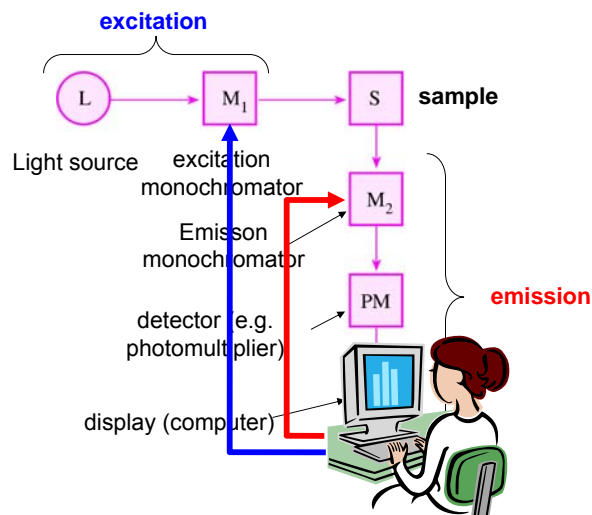 excitation
L
M1
S
sample
Light source
excitation
monochromator
M2
Emisson
monochromator
PM
emission
detector (e.g.
photomultiplier)
display (computer)